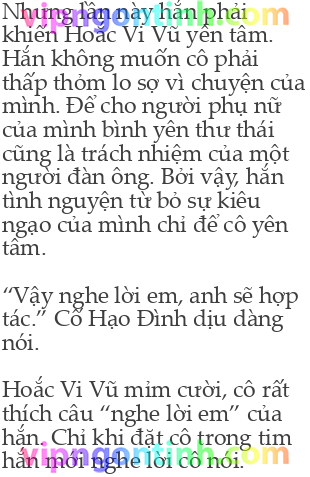 Nhưng lần này hắn phải
vipngontinh.com
khiến Hoắc Vi Vũ yên tâm.
Hắn không muốn cô phải
thấp thỏm lo sợ vì chuyện của
mình. Để cho người phụ nữ
của mình bình yên thư thái
cũng là trách nhiệm của một
người đàn ông. Bởi vậy, hắn
tình nguyện từ bỏ sự kiêu
ngạo của mình chỉ để cô yên
tâm.
“Vậy nghe lời em, anh sẽ hợp
tác.” Cố Hạo Đình dịu dàng
nói.
Hoắc Vi Vũ mỉm cười, cô rất
thích câu “nghe lời em” của
hắn. Chỉ khi đặt cô trong tim
hắn mới nghe lời cô nói.
vipngontinh.com